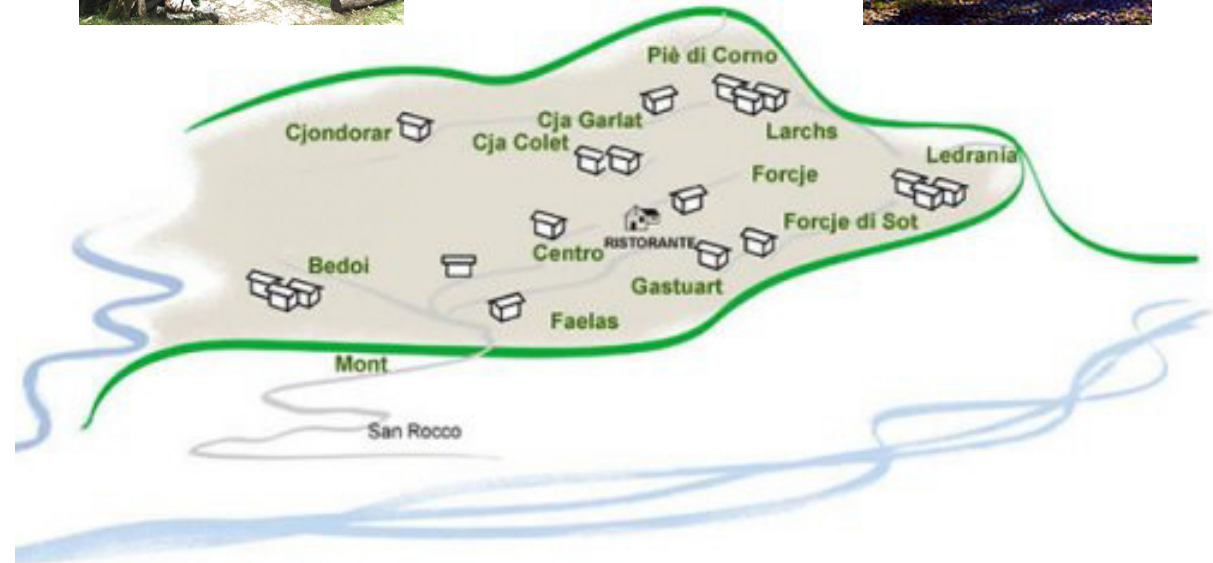 Piè di Corno
Cja Garlat
Cjondorar
Larchs
Cja Colet
Ledrania
Forcje
Forcje di Sot
RISTORANTE
Centro
Bedoi
Gastuart
Faelas
Mont
San Rocco